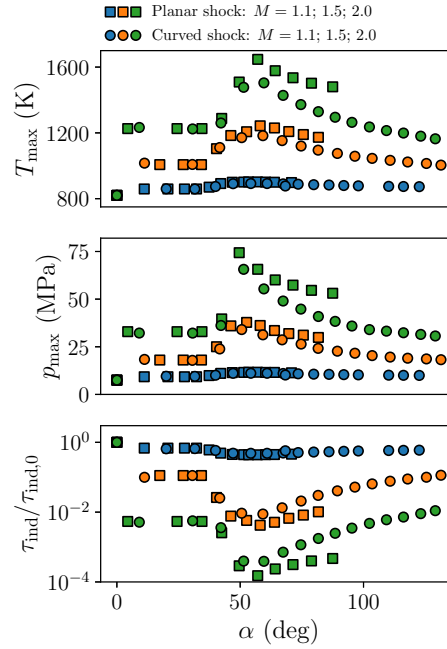 Planar shock: M = 1.1; 1.5; 2.0
Curved shock: M = 1.1; 1.5; 2.0
1600
1200
800
T_max (K)
75
50
25
0
p_max (MPa)
10^0
10^−2
10^−4
τ_ind/τ_ind,0
0 50 100
α (deg)